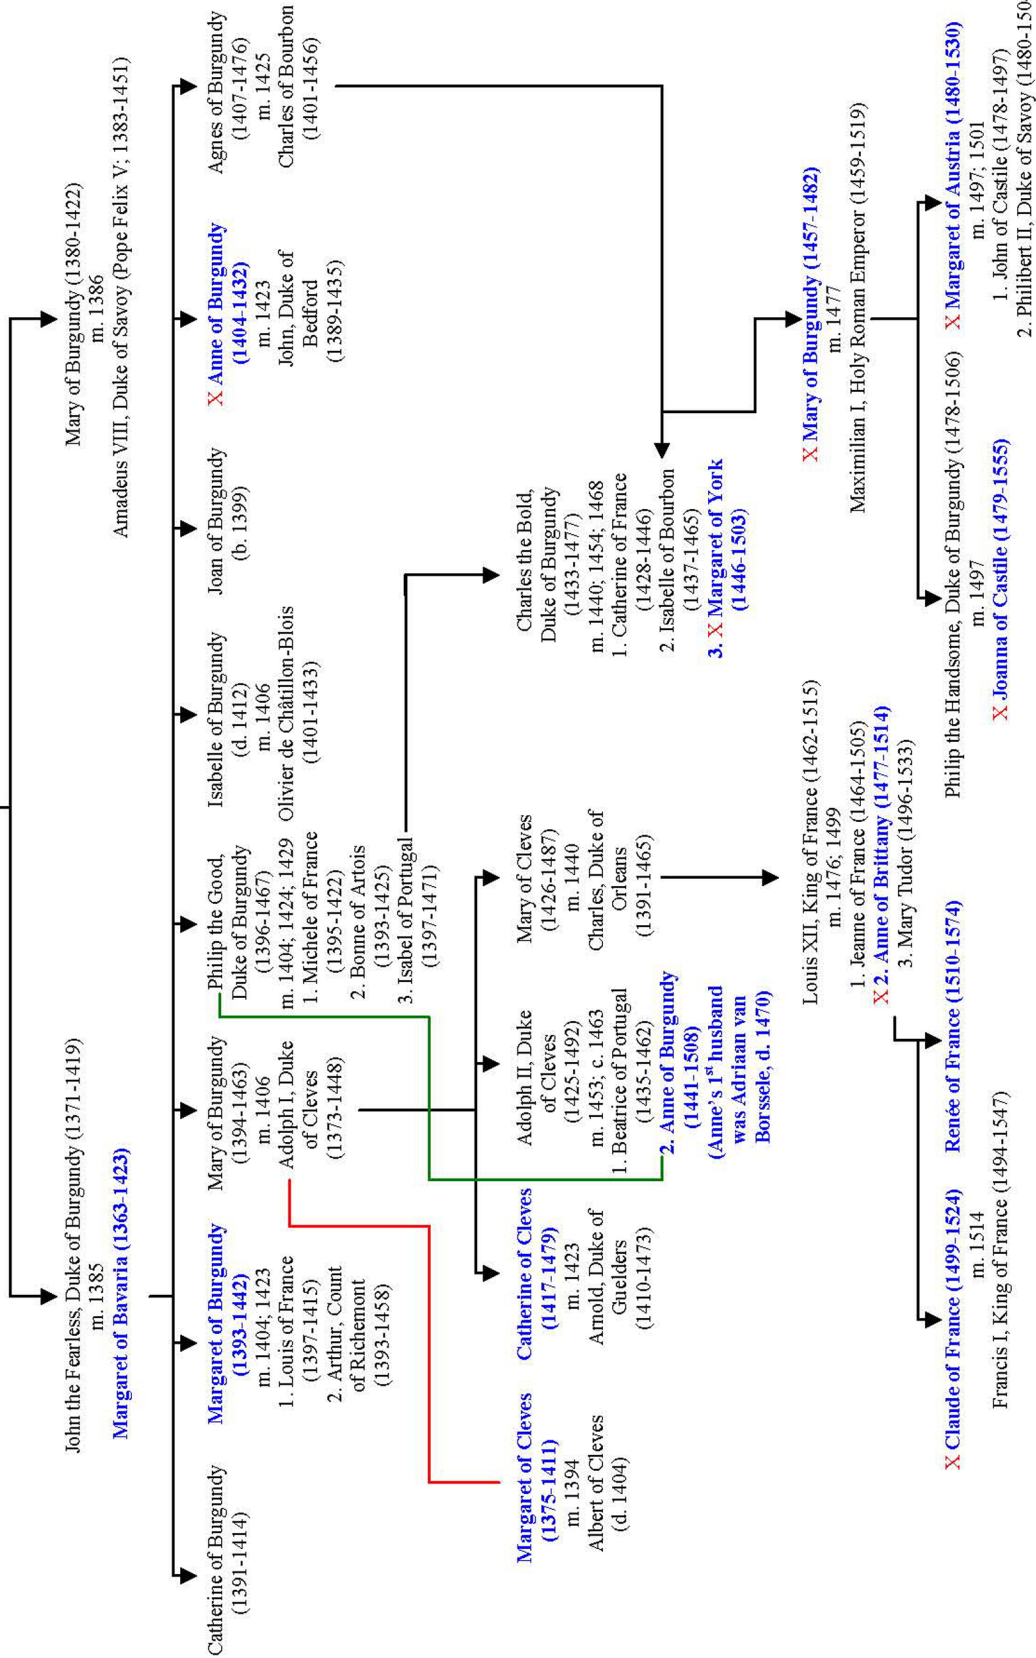 John the Fearless, Duke of Burgundy (1371-1419)
m. 1385
Margaret of Bavaria (1363-1423)
Mary of Burgundy (1380-1422)
m. 1386
Amadeus VIII, Duke of Savoy (Pope Felix V; 1383-1451)
Catherine of Burgundy
(1391-1414)
Margaret of Burgundy
(1393-1442)
m. 1404; 1423
1. Louis of France
(1397-1415)
2. Arthur, Count
of Richemont
(1393-1458)
Mary of Burgundy
(1394-1463)
m. 1406
Adolph I, Duke
of Cleves
(1373-1448)
Philip the Good,
Duke of Burgundy
(1396-1467)
m. 1404; 1424; 1429
1. Michele of France
(1395-1422)
2. Bonne of Artois
(1393-1425)
3. Isabel of Portugal
(1397-1471)
Isabelle of Burgundy
(d. 1412)
m. 1406
Olivier de Châtillon-Blois
(1401-1433)
Joan of Burgundy
(b. 1399)
X Anne of Burgundy
(1404-1432)
m. 1423
John, Duke of
Bedford
(1389-1435)
Agnes of Burgundy
(1407-1476)
m. 1425
Charles of Bourbon
(1401-1456)
Margaret of Cleves
(1375-1411)
m. 1394
Albert of Cleves
(d. 1404)
Catherine of Cleves
(1417-1479)
m. 1423
Arnold, Duke of
Guelders
(1410-1473)
Adolph II, Duke
of Cleves
(1425-1492)
m. 1453; c. 1463
1. Beatrice of Portugal
(1435-1462)
2. Anne of Burgundy
(1441-1508)
(Anne's 1st husband
was Adriaan van
Borssele, d. 1470)
Mary of Cleves
(1426-1487)
m. 1440
Charles, Duke of
Orleans
(1391-1465)
Charles the Bold,
Duke of Burgundy
(1433-1477)
m. 1440; 1454; 1468
1. Catherine of France
(1428-1446)
2. Isabelle of Bourbon
(1437-1465)
3. X Margaret of York
(1446-1503)
Louis XII, King of France (1462-1515)
m. 1476; 1499
1. Jeanne of France (1464-1505)
X 2. Anne of Brittany (1477-1514)
3. Mary Tudor (1496-1533)
X Mary of Burgundy (1457-1482)
m. 1477
Maximilian I, Holy Roman Emperor (1459-1519)
X Claude of France (1499-1524)
m. 1514
Francis I, King of France (1494-1547)
Renée of France (1510-1574)
Philip the Handsome, Duke of Burgundy (1478-1506)
m. 1497
X Joanna of Castile (1479-1555)
X Margaret of Austria (1480-1530)
m. 1497; 1501
1. John of Castile (1478-1497)
2. Philibert II, Duke of Savoy (1480-150